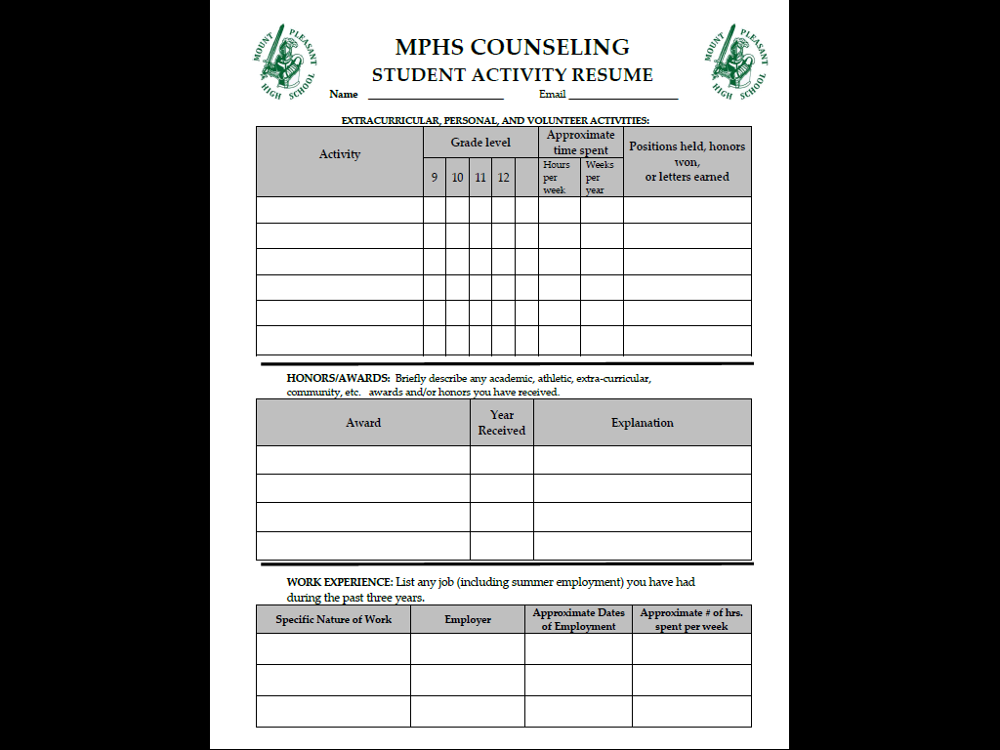 MOUNT PLEASANT HIGH SCHOOL
MPHS COUNSELING
MOUNT PLEASANT HIGH SCHOOL
STUDENT ACTIVITY RESUME
Name Email
EXTRACURRICULAR, PERSONAL, AND VOLUNTEER ACTIVITIES:
Activity
Grade level
Approximate
time spent
Positions held, honors
won,
or letters earned
9 10 11 12
Hours
per
week
Weeks
per
year
HONORS/AWARDS: Briefly describe any academic, athletic, extra-curricular,
community, etc. awards and/or honors you have received.
Award
Year
Received
Explanation
WORK EXPERIENCE: List any job (including summer employment) you have had
during the past three years.
Specific Nature of Work
Employer
Approximate Dates
of Employment
Approximate # of hrs.
spent per week